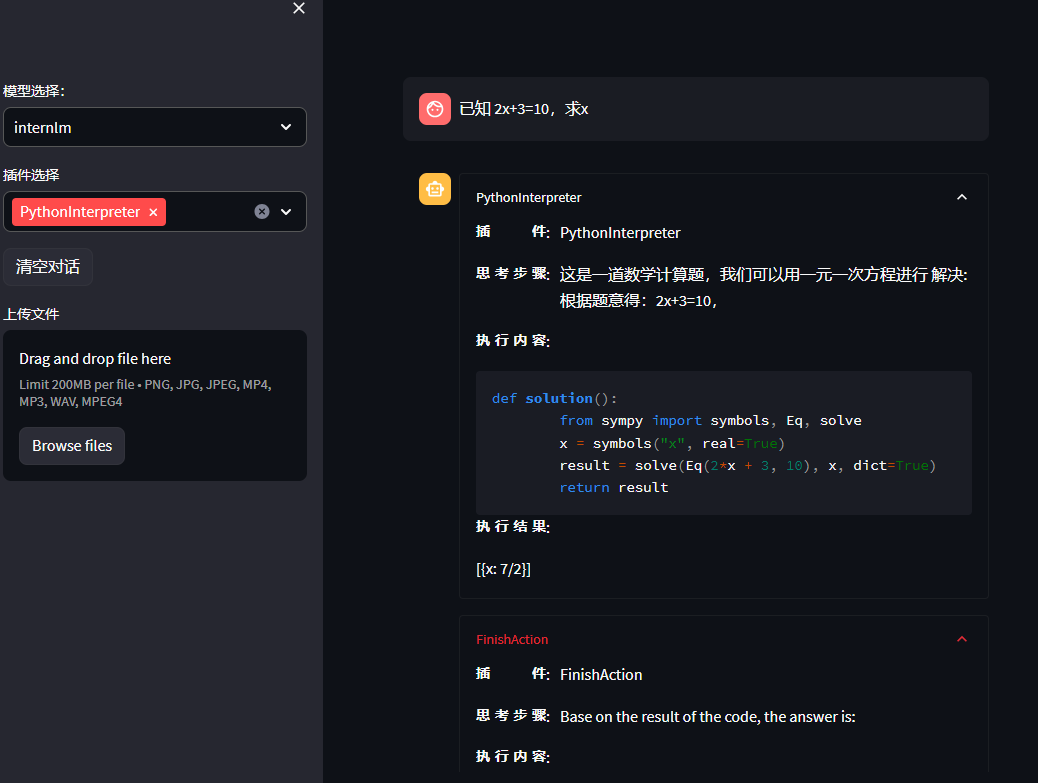 模型选择：
internlm
插件选择
PythonInterpreter
清空对话
上传文件
Drag and drop file here
Limit 200MB per file • PNG, JPG, JPEG, MP4,
MP3, WAV, MPEG4
Browse files
已知 2x+3=10，求x
PythonInterpreter
插 件: PythonInterpreter
思 考 步 骤: 这是一道数学计算题，我们可以用一元一次方程进行 解决:
根据题意得：2x+3=10，
执 行 内 容:
def solution():
from sympy import symbols, Eq, solve
x = symbols("x", real=True)
result = solve(Eq(2*x + 3, 10), x, dict=True)
return result
执 行 结 果:
[{x: 7/2}]
FinishAction
插 件: FinishAction
思 考 步 骤: Base on the result of the code, the answer is:
执 行 内 容: